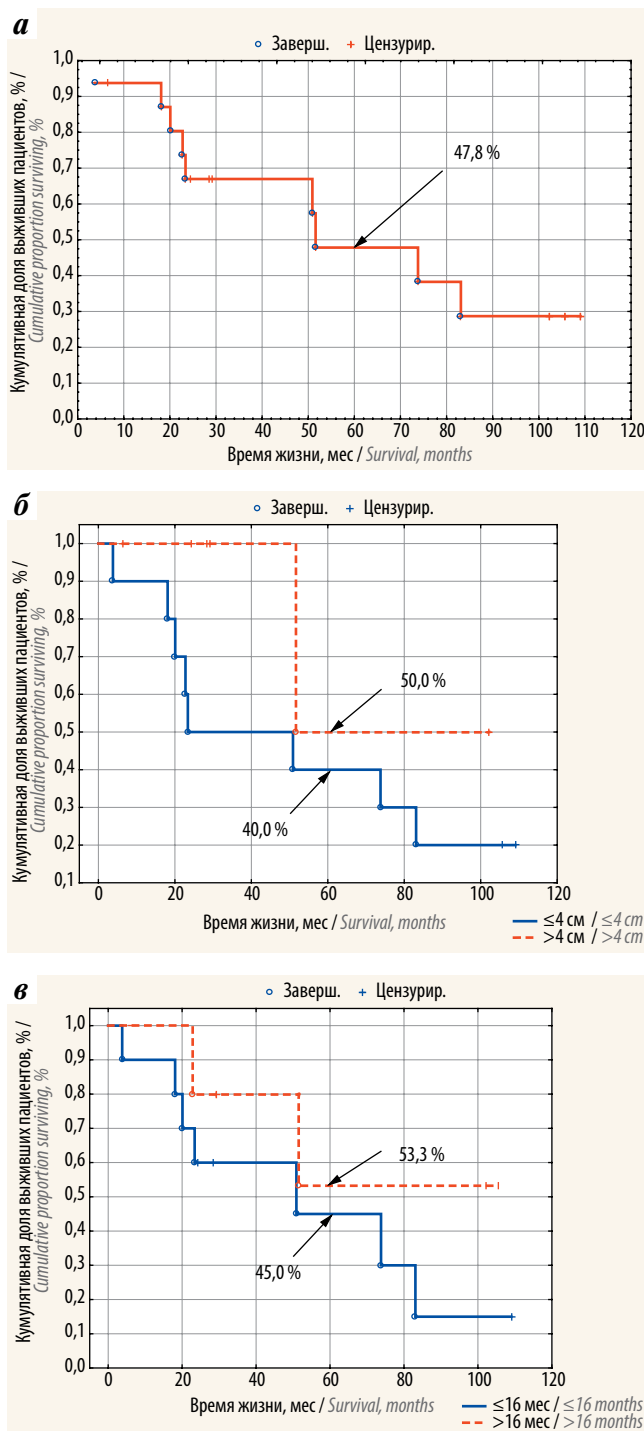 а
Заверш. Цензурир.
Кумулятивная доля выживших пациентов, % /
Cumulative proportion surviving, %
1,0
0,9
0,8
0,7
0,6
0,5
0,4
0,3
0,2
0,1
0,0
47,8 %
0 10 20 30 40 50 60 70 80 90 100 110 120
Время жизни, мес / Survival, months
б
Заверш. Цензурир.
Кумулятивная доля выживших пациентов, % /
Cumulative proportion surviving, %
1,0
0,9
0,8
0,7
0,6
0,5
0,4
0,3
0,2
0,1
50,0 %
40,0 %
0 20 40 60 80 100 120
Время жизни, мес / Survival, months
≤4 см / ≤4 cm
>4 см / >4 cm
в
Заверш. Цензурир.
Кумулятивная доля выживших пациентов, % /
Cumulative proportion surviving, %
1,0
0,9
0,8
0,7
0,6
0,5
0,4
0,3
0,2
0,1
0,0
53,3 %
45,0 %
0 20 40 60 80 100 120
Время жизни, мес / Survival, months
≤16 мес / ≤16 months
>16 мес / >16 months